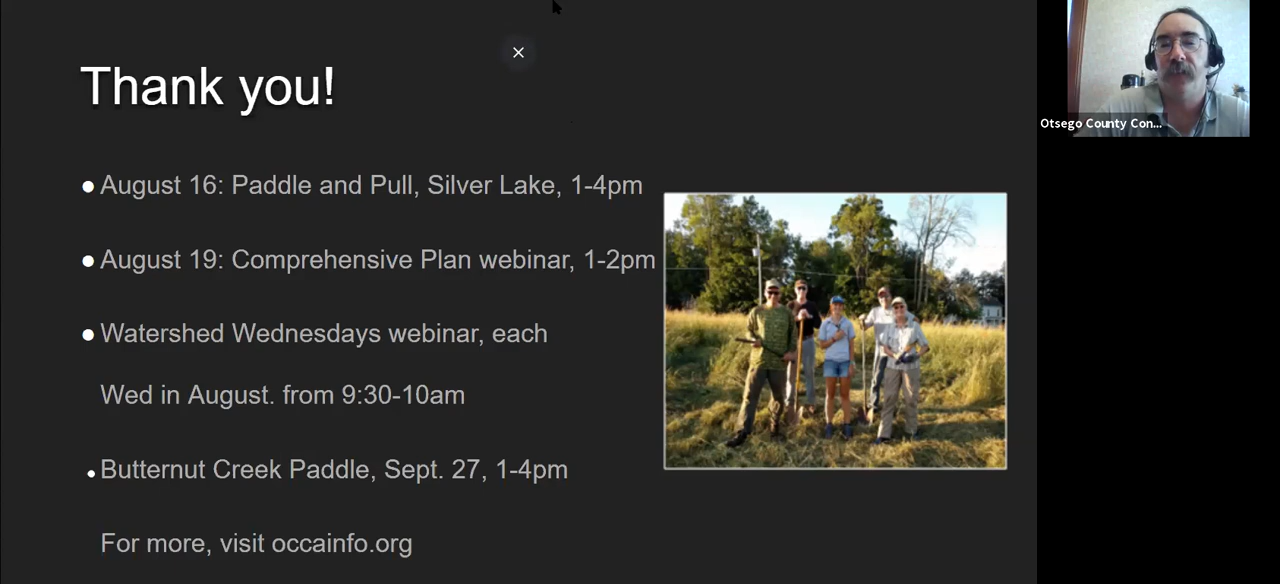 Thank you!
August 16: Paddle and Pull, Silver Lake, 1-4pm
August 19: Comprehensive Plan webinar, 1-2pm
Watershed Wednesdays webinar, each
Wed in August. from 9:30-10am
Butternut Creek Paddle, Sept. 27, 1-4pm
For more, visit occainfo.org
Otsego County Con...